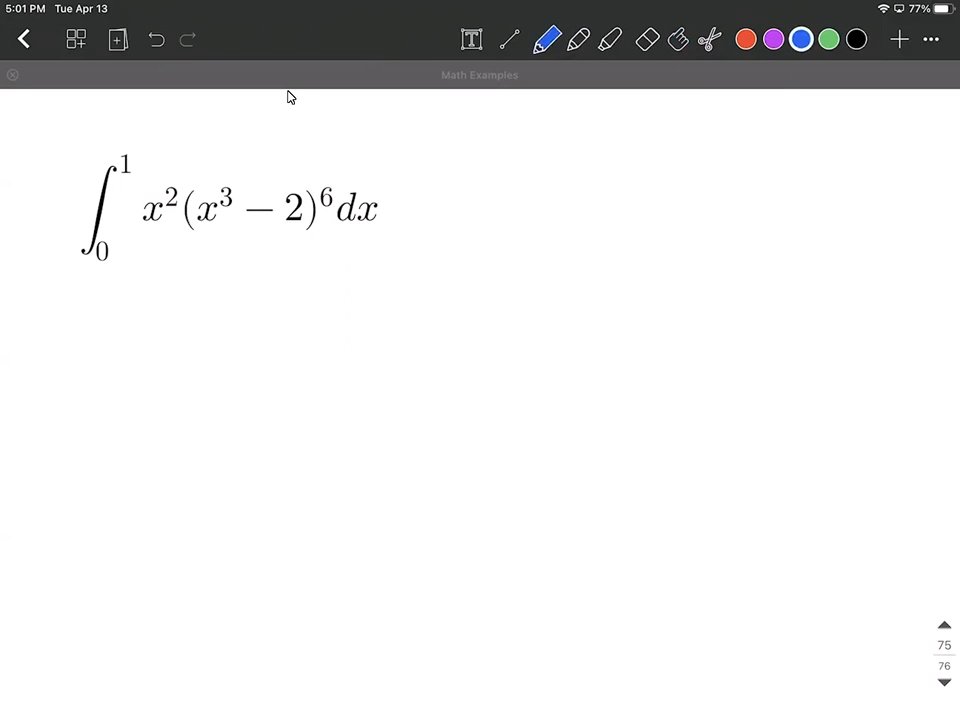 5:01 PM Tue Apr 13 77%
T
Math Examples
∫₀¹ x²(x³ − 2)⁶dx
75
76